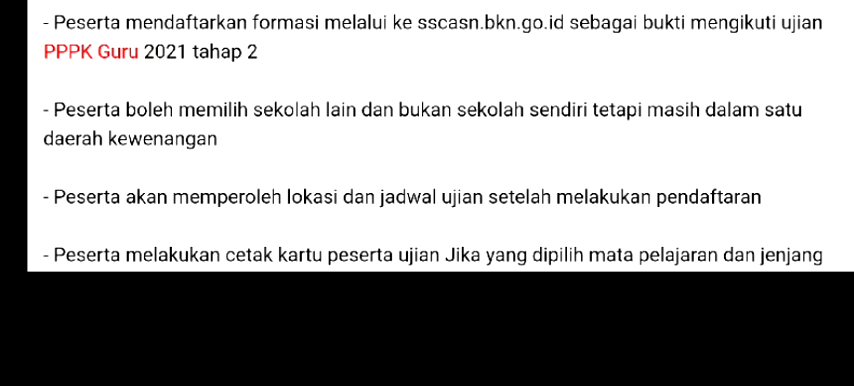 - Peserta mendaftarkan formasi melalui ke sscasn.bkn.go.id sebagai bukti mengikuti ujian
PPPK Guru 2021 tahap 2
- Peserta boleh memilih sekolah lain dan bukan sekolah sendiri tetapi masih dalam satu
daerah kewenangan
- Peserta akan memperoleh lokasi dan jadwal ujian setelah melakukan pendaftaran
- Peserta melakukan cetak kartu peserta ujian Jika yang dipilih mata pelajaran dan jenjang